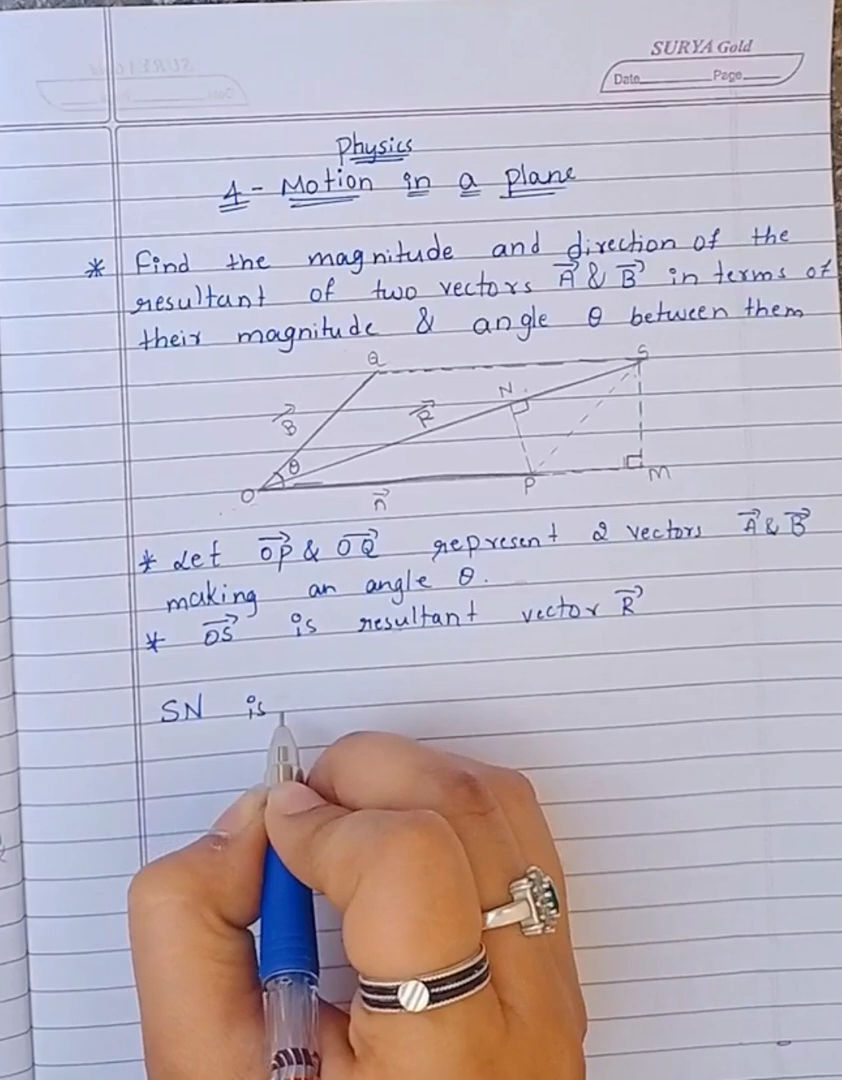 SURYA Gold
Date Page
Physics
4 - Motion in a plane
* Find the magnitude and direction of the
resultant of two vectors A⃗ & B⃗ in terms of
their magnitude & angle θ between them
Q S
N
B⃗ R⃗
θ
O P M
* Let OP⃗ & OQ⃗ represent 2 vectors A⃗ & B⃗
making an angle θ.
* OS⃗ is resultant vector R⃗
SN is